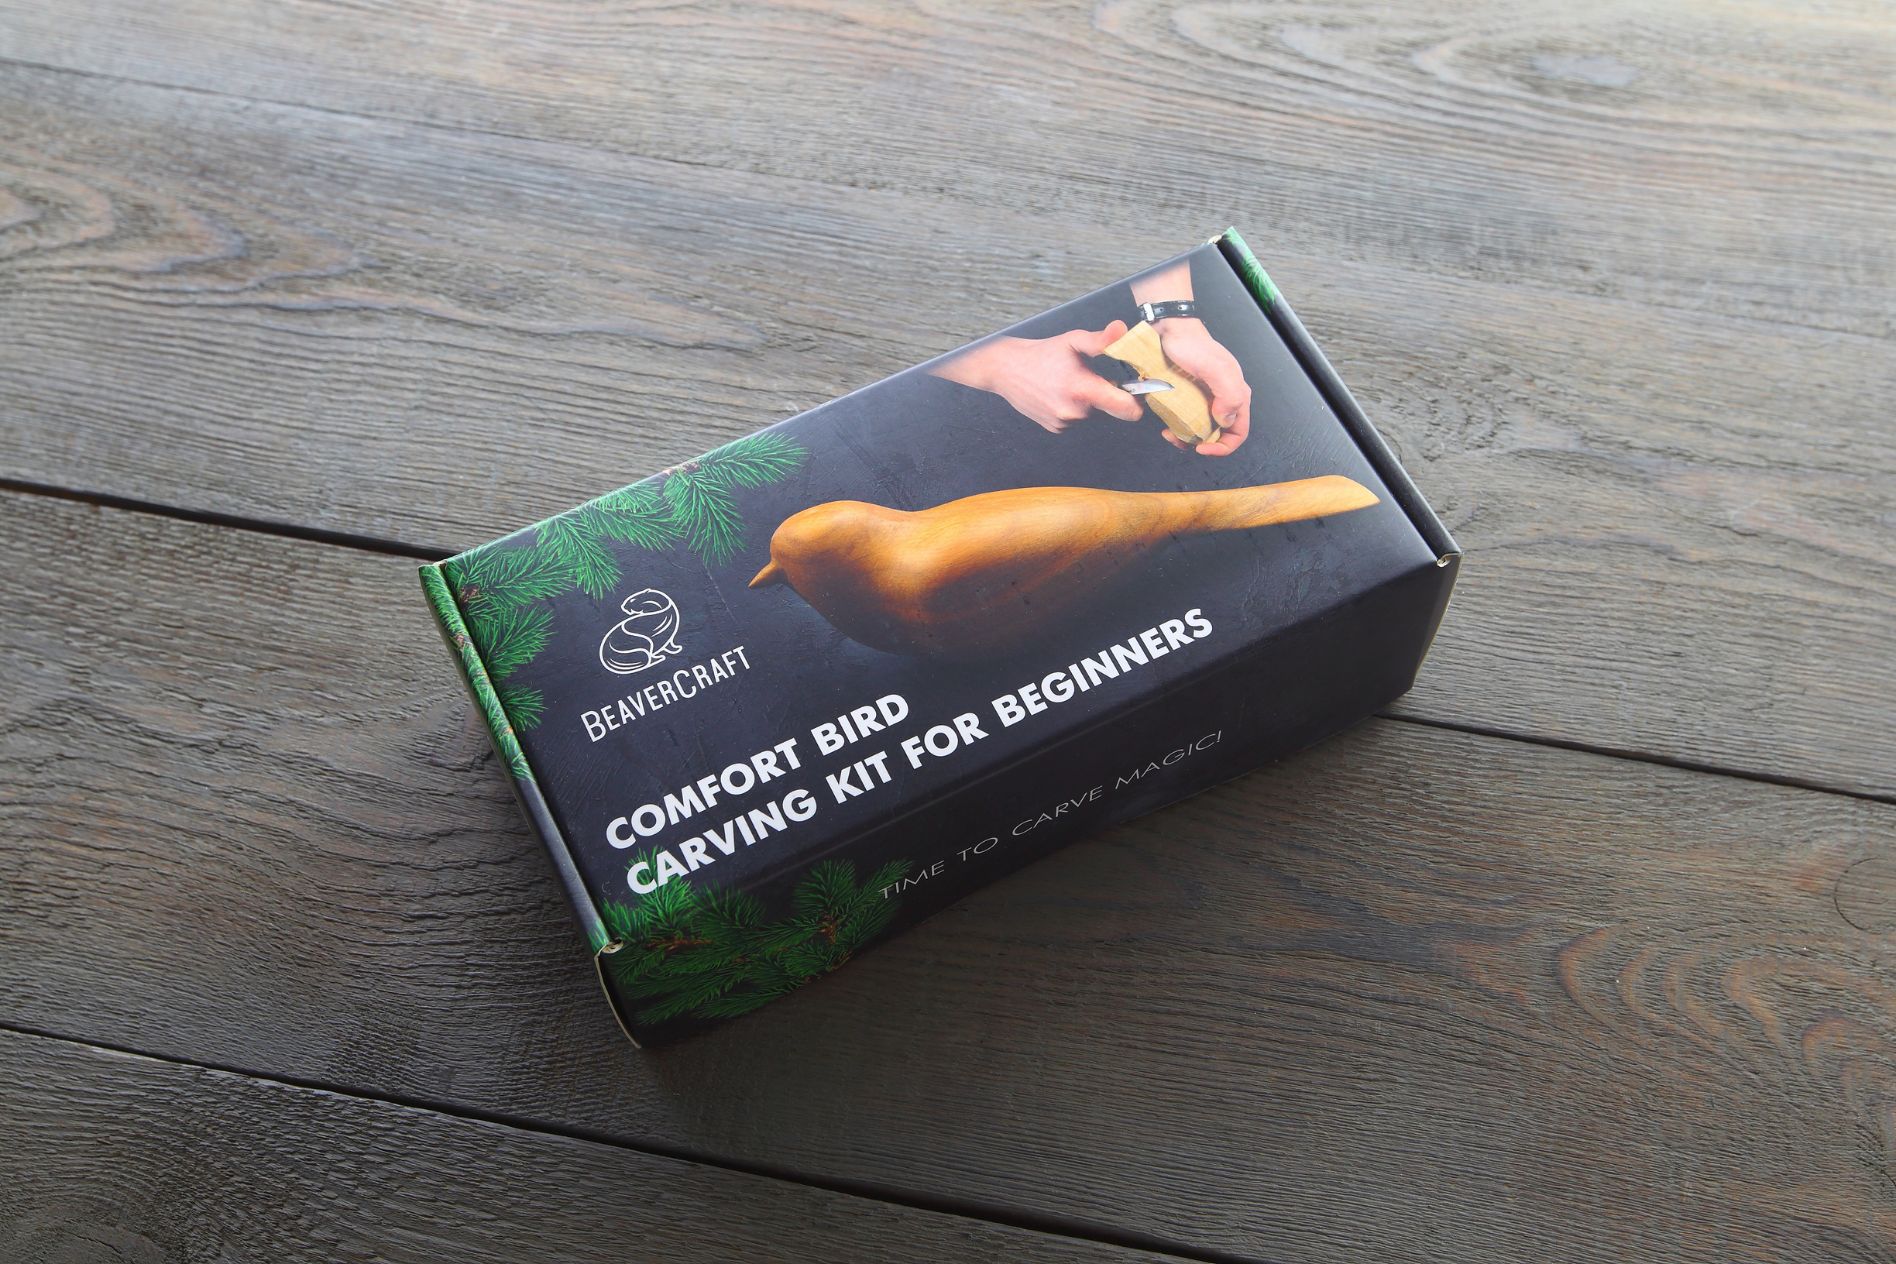 BEAVERCRAFT
COMFORT BIRD
CARVING KIT FOR BEGINNERS
TIME TO CARVE MAGIC!